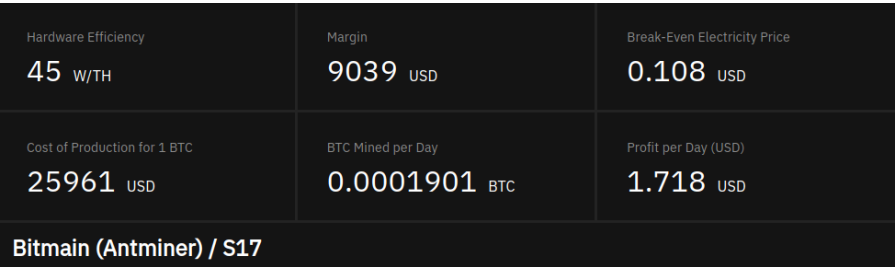 Hardware Efficiency
Margin
Break-Even Electricity Price
45 W/TH
9039 USD
0.108 USD
Cost of Production for 1 BTC
BTC Mined per Day
Profit per Day (USD)
25961 USD
0.0001901 BTC
1.718 USD
Bitmain (Antminer) / S17